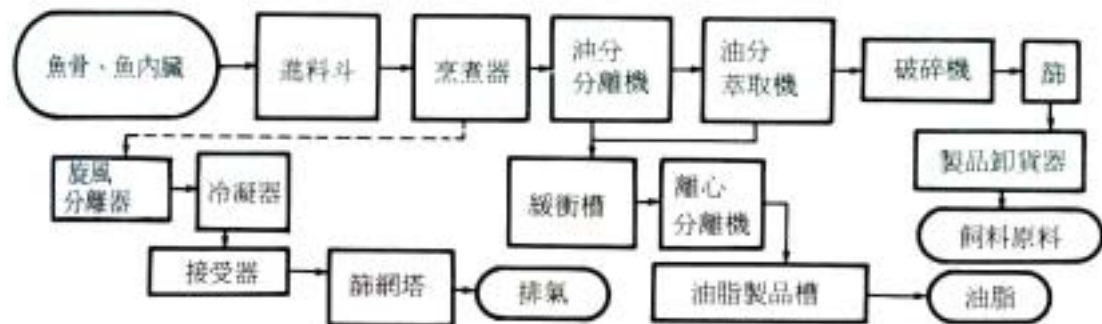 魚骨、魚內臟
進料斗
烹煮器
油分
分離機
油分
萃取機
破碎機
篩
旋風
分離器
冷凝器
緩衝槽
離心
分離機
製品卸貨器
飼料原料
接受器
篩網塔
排氣
油脂製品槽
油脂